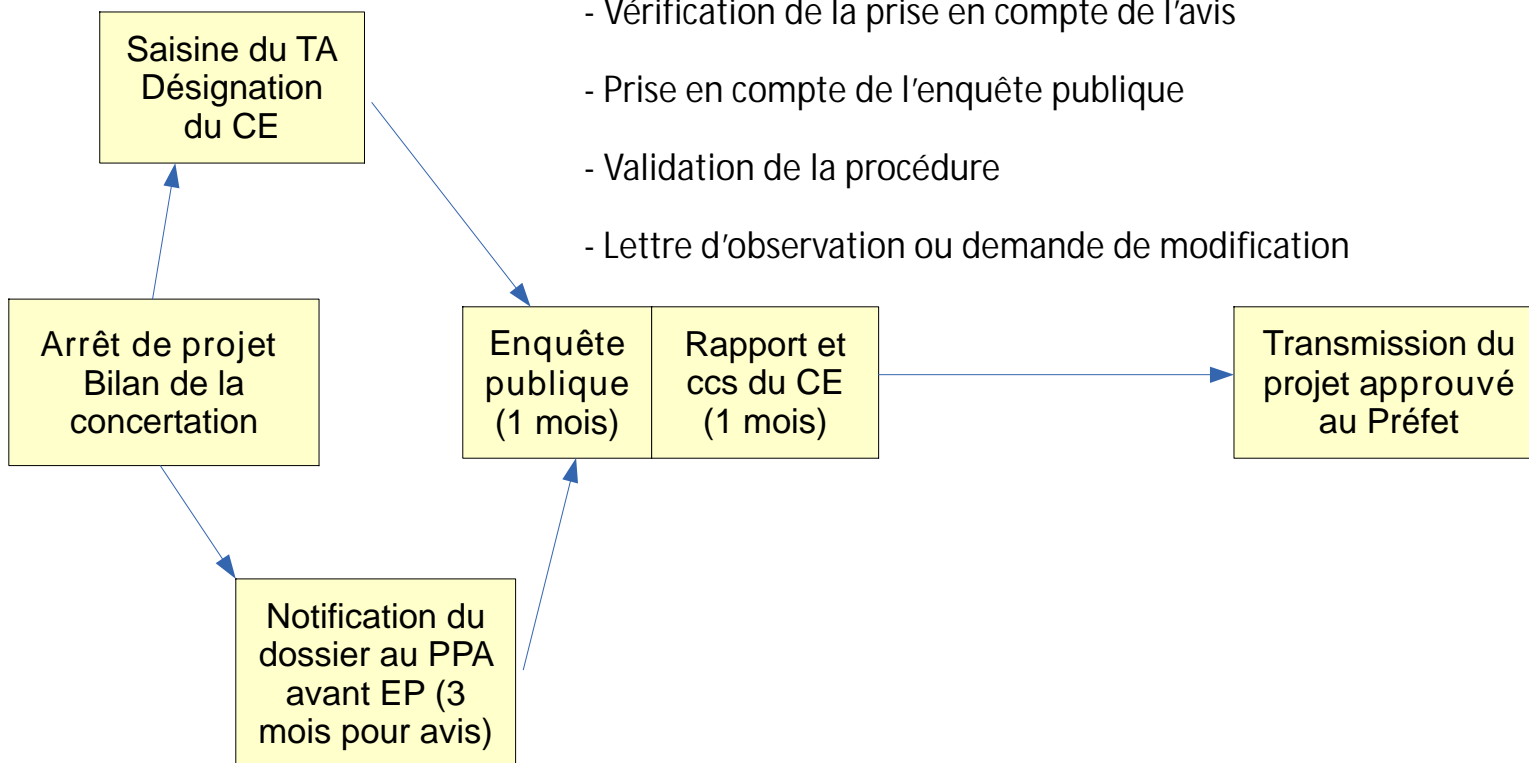 - Vérification de la prise en compte de l'avis
Saisine du TA
Désignation
du CE
- Prise en compte de l'enquête publique
- Validation de la procédure
- Lettre d'observation ou demande de modification
Arrêt de projet
Bilan de la
concertation
Enquête
publique
(1 mois)
Rapport et
ccs du CE
(1 mois)
Transmission du
projet approuvé
au Préfet
Notification du
dossier au PPA
avant EP (3
mois pour avis)